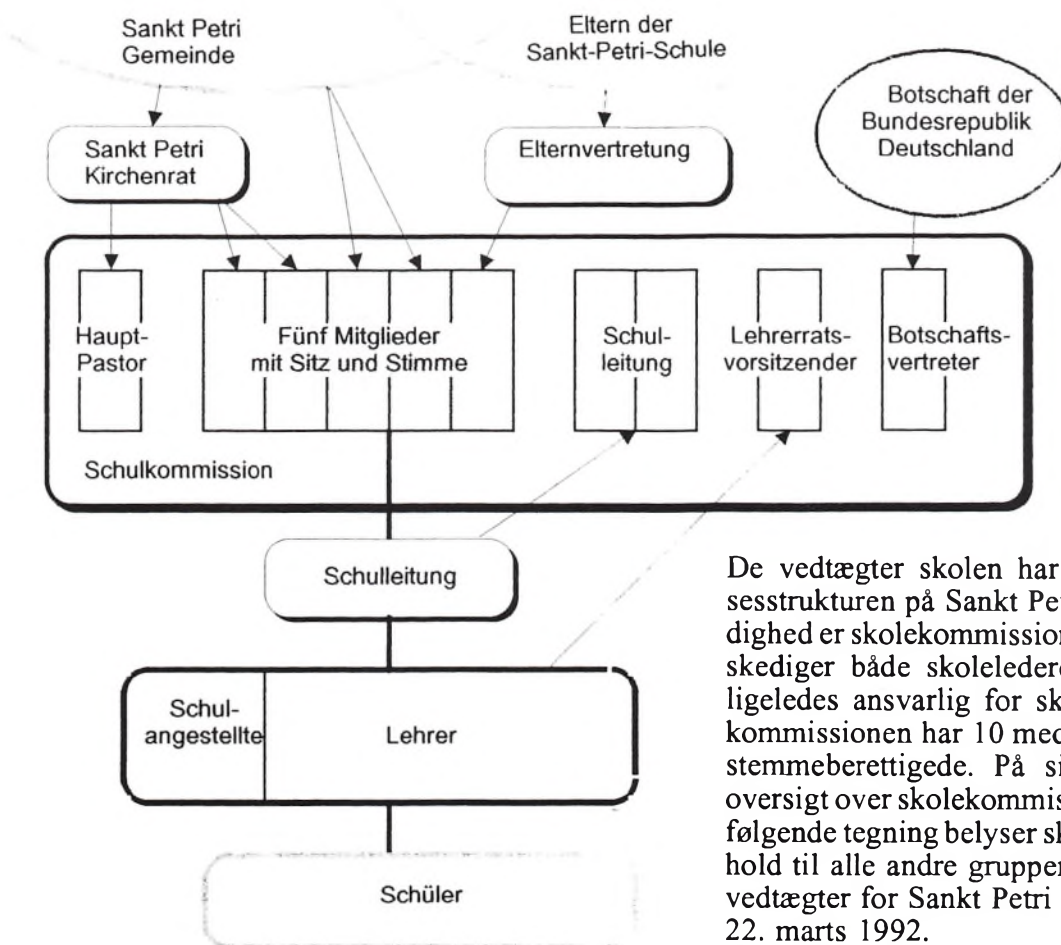 Sankt Petri
Gemeinde
Eltern der
Sankt-Petri-Schule
Botschaft der
Bundesrepublik
Deutschland
Sankt Petri
Kirchenrat
Elternvertretung
Haupt-
Pastor
Fünf Mitglieder
mit Sitz und Stimme
Schul-
leitung
Lehrerrats-
vorsitzender
Botschafts-
vertreter
Schulkommission
Schulleitung
Schul-
angestellte
Lehrer
Schüler
De vedtægter skolen har
sesstrukturen på Sankt Pet
dighed er skolekommission
skediger både skoleledere
ligeledes ansvarlig for sk
kommissionen har 10 med
stemmeberettigede. På si
oversigt over skolekommis
følgende tegning belyser sk
hold til alle andre grupper
vedtægter for Sankt Petri
22. marts 1992.